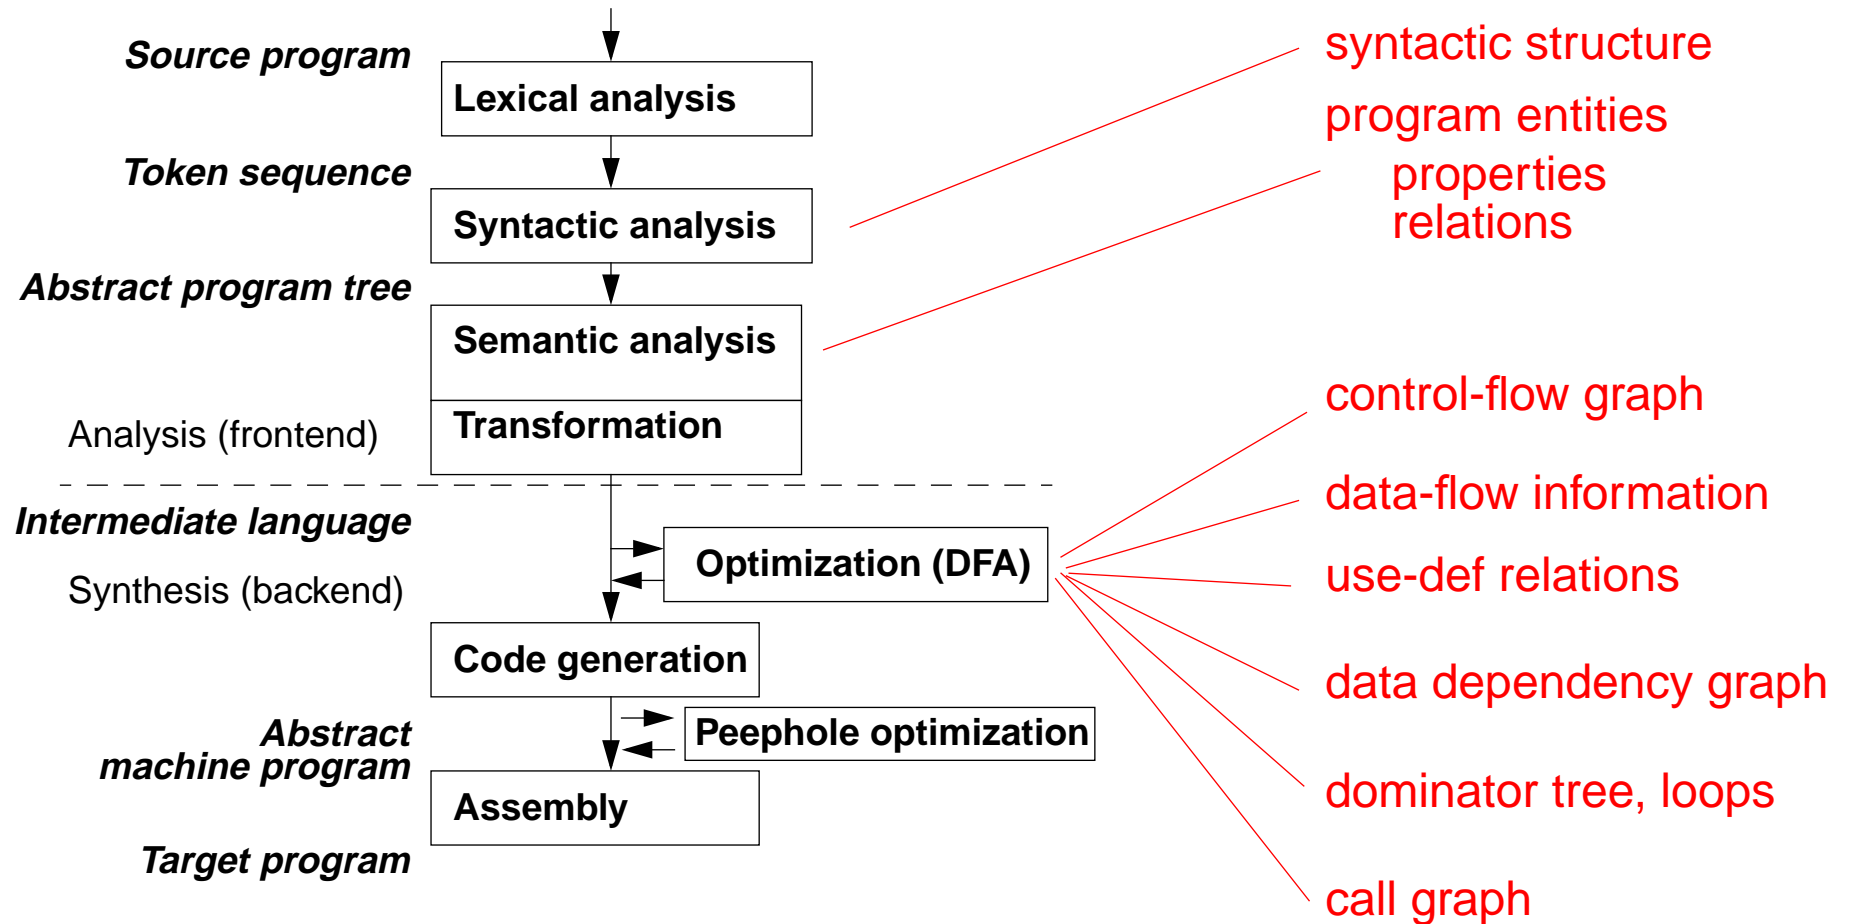 Source program
Lexical analysis
Token sequence
Syntactic analysis
Abstract program tree
Semantic analysis
Transformation
Analysis (frontend)
Intermediate language
Optimization (DFA)
Synthesis (backend)
Code generation
Abstract
machine program
Peephole optimization
Assembly
Target program
syntactic structure
program entities
properties
relations
control-flow graph
data-flow information
use-def relations
data dependency graph
dominator tree, loops
call graph